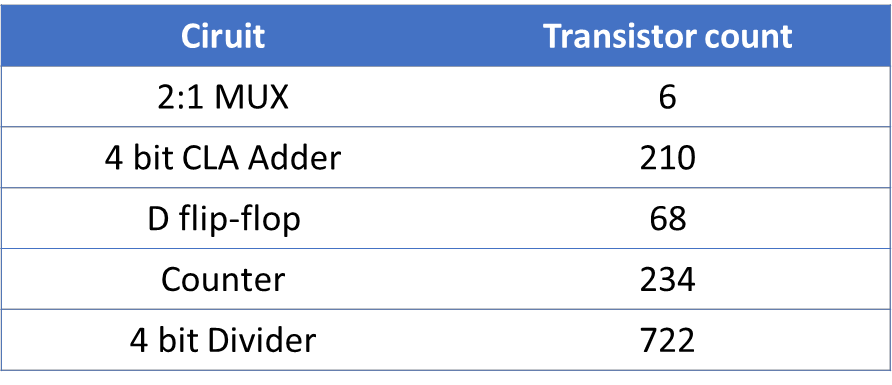 Ciruit Transistor count
2:1 MUX 6
4 bit CLA Adder 210
D flip-flop 68
Counter 234
4 bit Divider 722